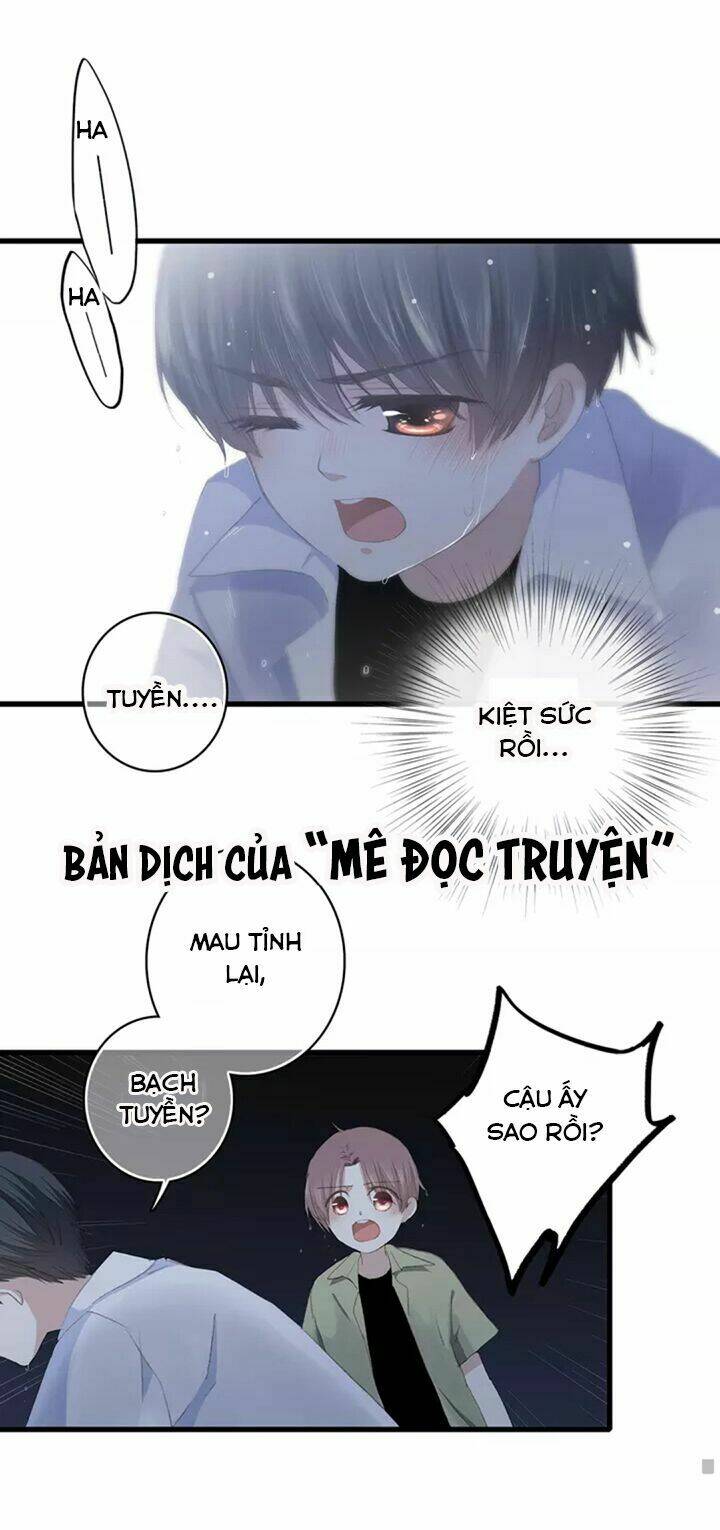 HA
HA
TUYỀN....
KIỆT SỨC
RỒI...
BẢN DỊCH CỦA "MÊ ĐỌC TRUYỆN"
MAU TỈNH
LẠI,
BẠCH
TUYỀN?
CẬU ẤY
SAO RỒI?